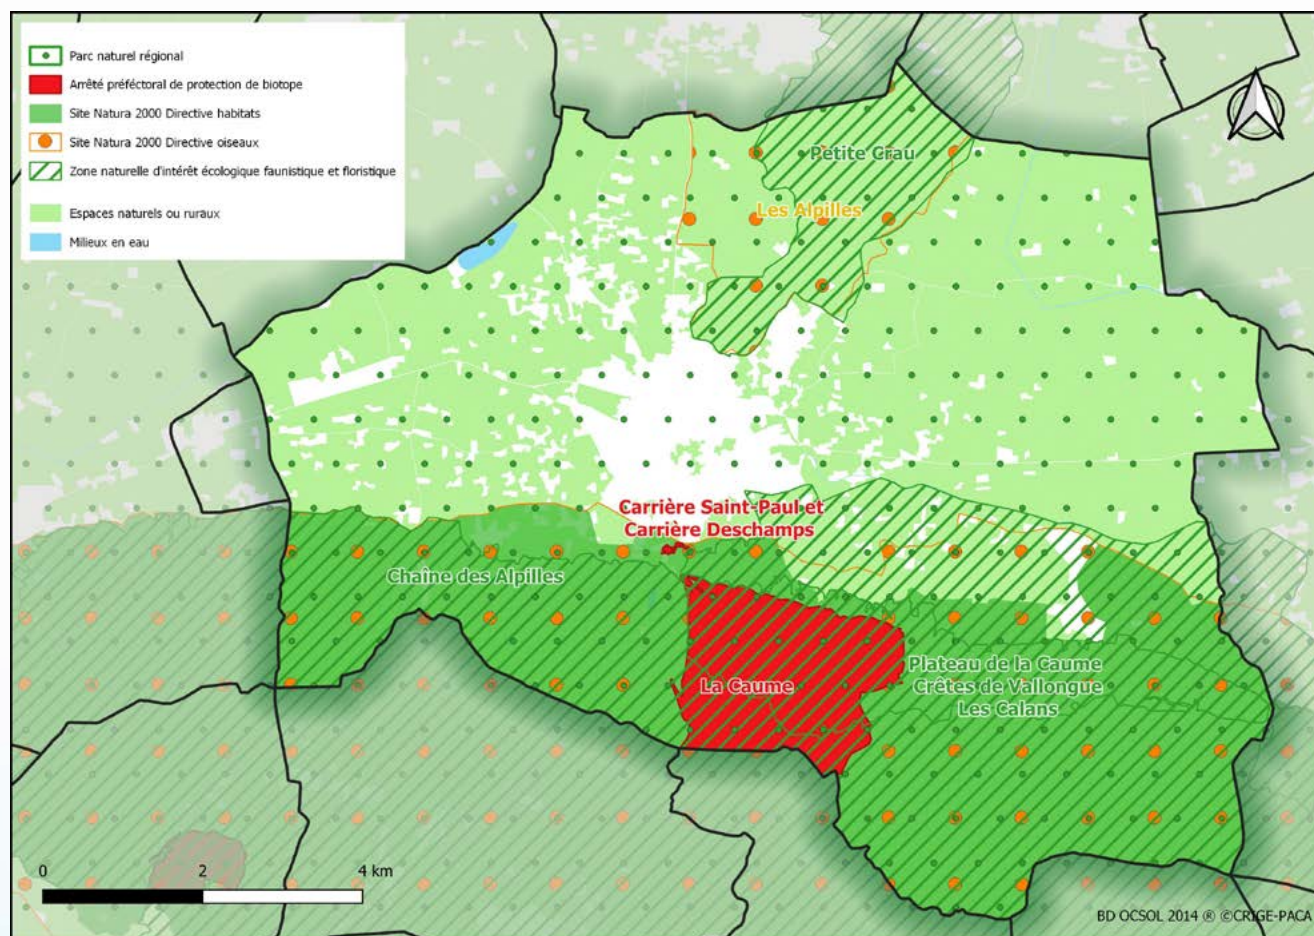 Parc naturel régional
Arrêté préféctoral de protection de biotope
Site Natura 2000 Directive habitats
Site Natura 2000 Directive oiseaux
Zone naturelle d'intérêt écologique faunistique et floristique
Espaces naturels ou ruraux
Milieux en eau
Petite Crau
Les Alpilles
Carrière Saint-Paul et
Carrière Deschamps
Chaîne des Alpilles
La Caume
Plateau de la Caume
Crêtes de Vallongue
Les Calans
0 2 4 km
BD OCSOL 2014 ® ©CRIGE-PACA